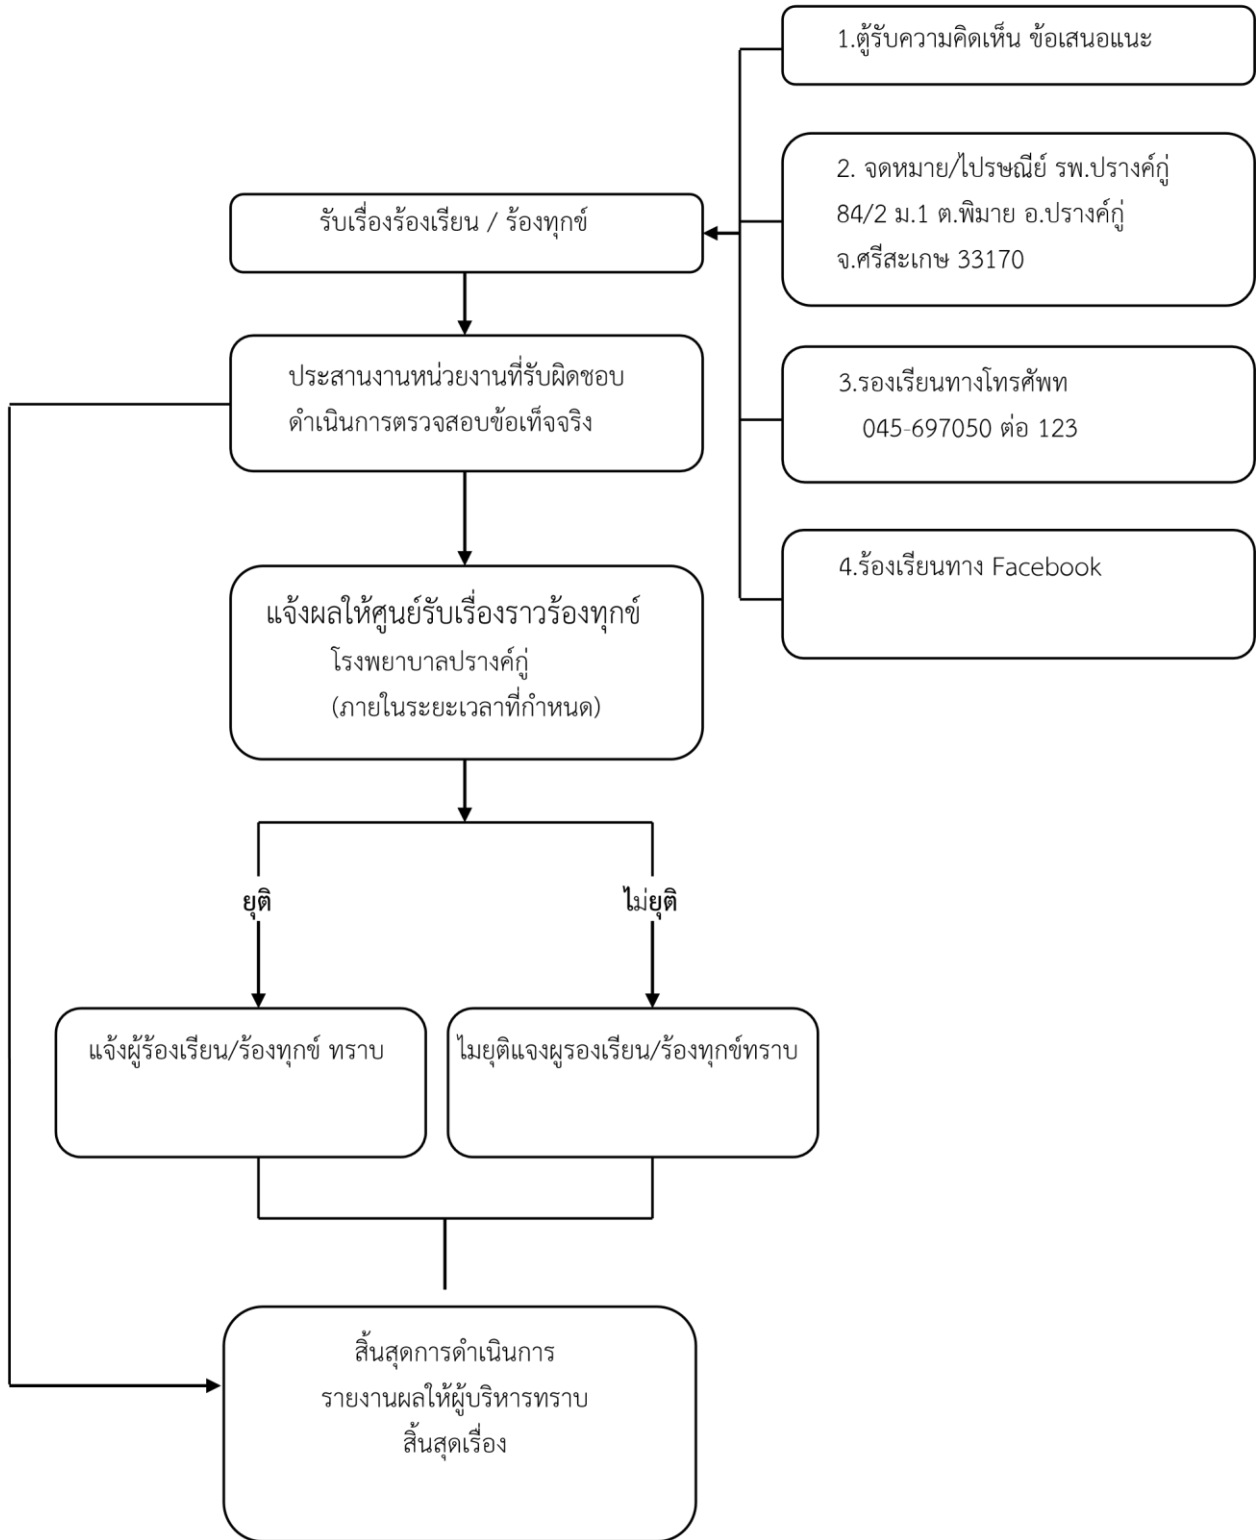 1.ตู้รับความคิดเห็น ข้อเสนอแนะ
2. จดหมาย/ไปรษณีย์ รพ.ปรางค์กู่
84/2 ม.1 ต.พิมาย อ.ปรางค์กู่
จ.ศรีสะเกษ 33170
รับเรื่องร้องเรียน / ร้องทุกข์
3.รองเรียนทางโทรศัพท
045-697050 ต่อ 123
ประสานงานหน่วยงานที่รับผิดชอบ
ดำเนินการตรวจสอบข้อเท็จจริง
4.ร้องเรียนทาง Facebook
แจ้งผลให้ศูนย์รับเรื่องราวร้องทุกข์
โรงพยาบาลปรางค์กู่
(ภายในระยะเวลาที่กำหนด)
ยุติ
ไม่ยุติ
แจ้งผู้ร้องเรียน/ร้องทุกข์ ทราบ
ไมยุติแจงผูรองเรียน/ร้องทุกข์ทราบ
สิ้นสุดการดำเนินการ
รายงานผลให้ผู้บริหารทราบ
สิ้นสุดเรื่อง